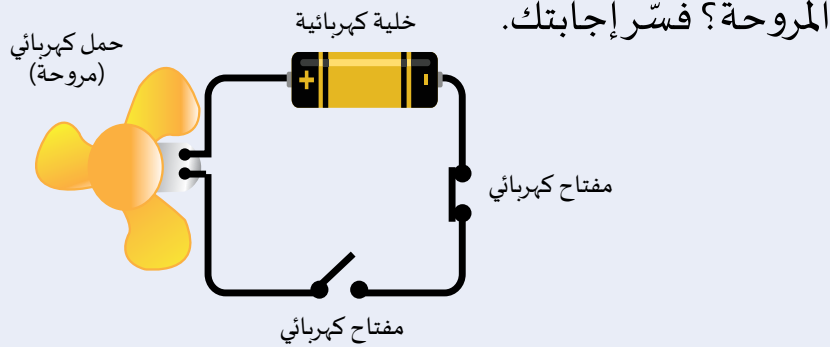 المروحة؟ فسّر إجابتك.
خلية كهربائية
حمل كهربائي
(مروحة)
+
-
مفتاح كهربائي
مفتاح كهربائي